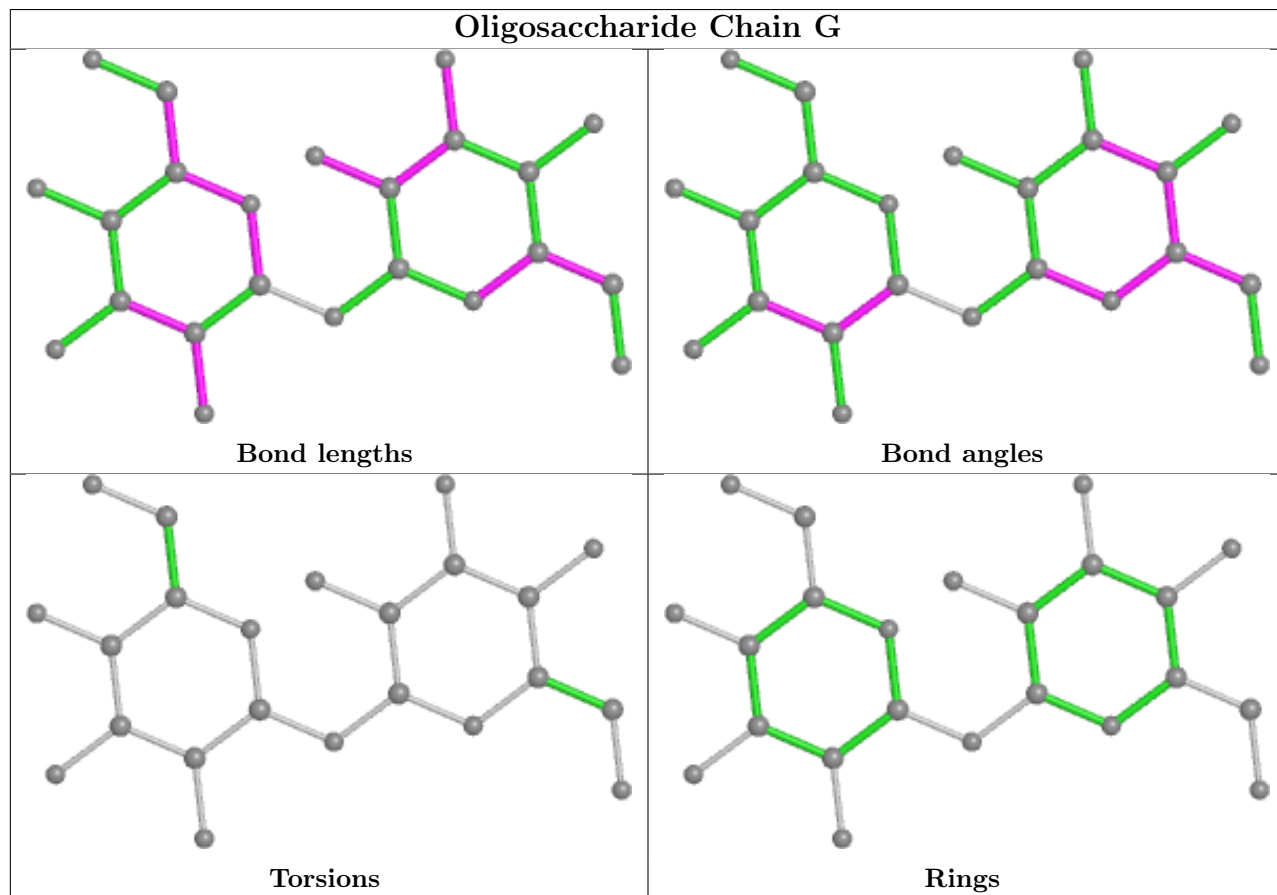 Oligosaccharide Chain G
Bond lengths
Bond angles
Torsions
Rings